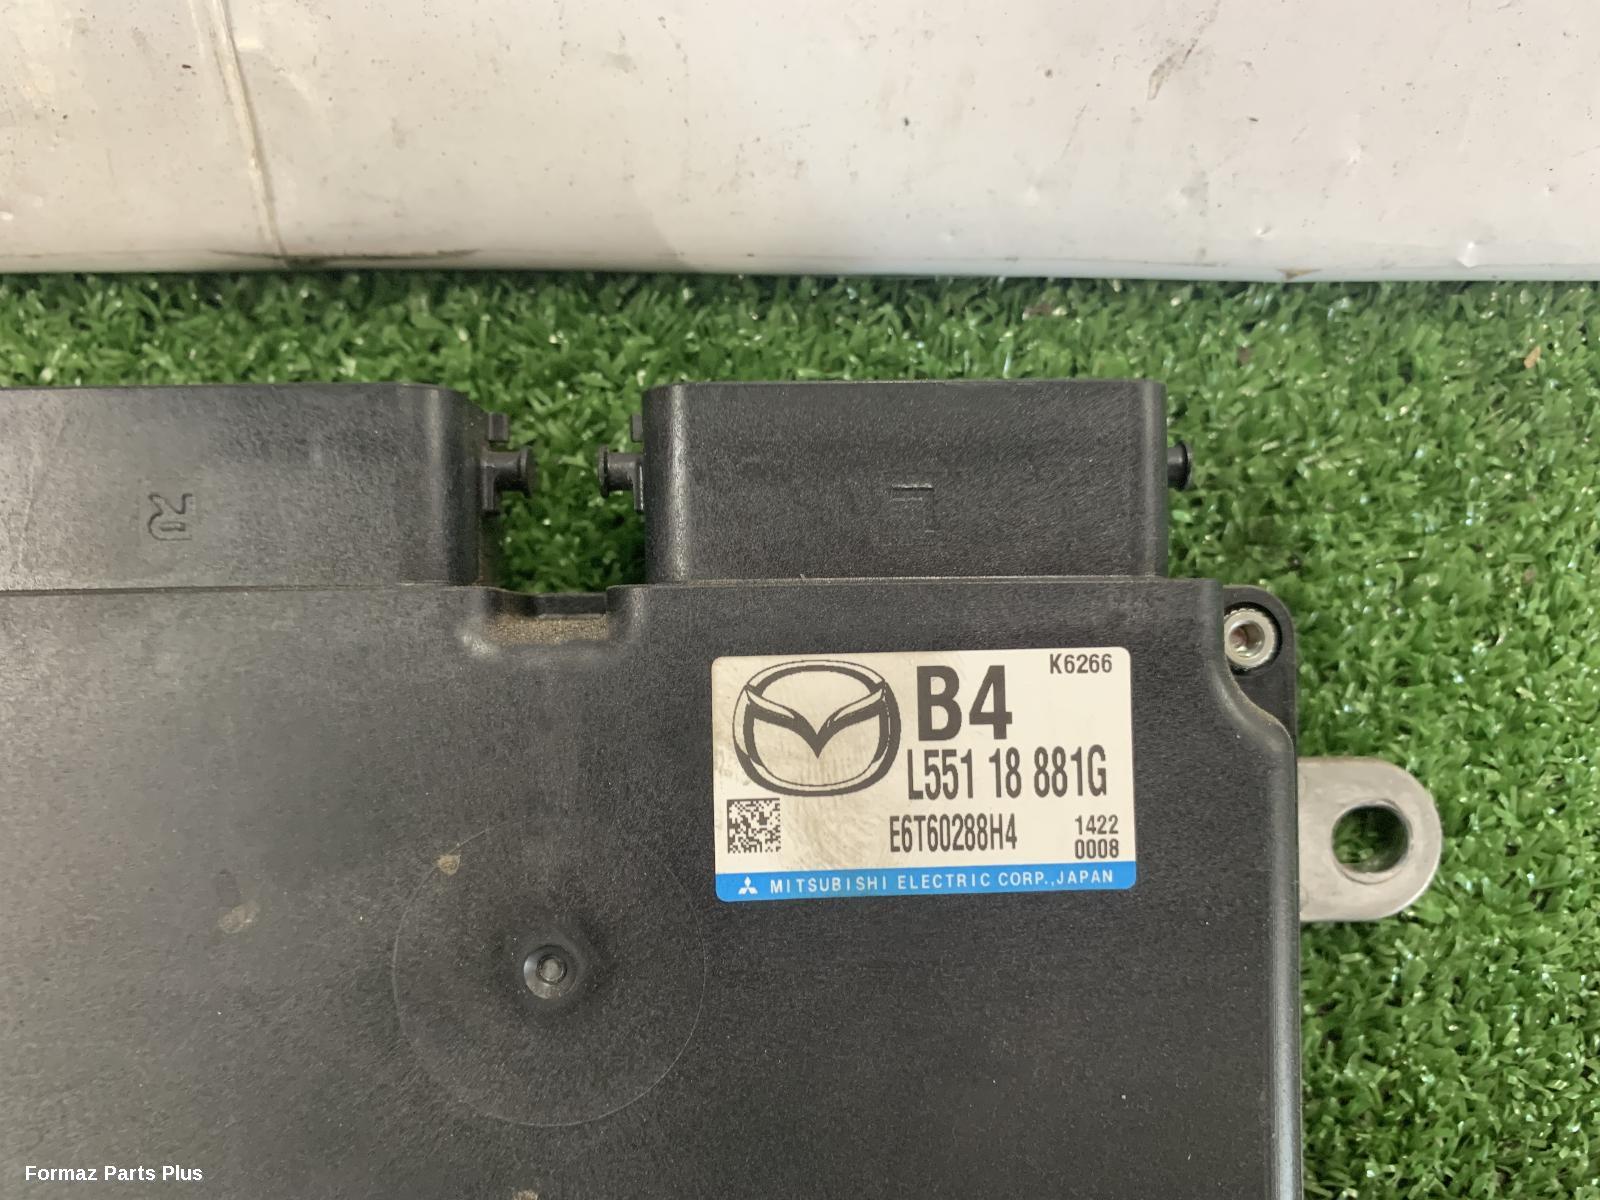 R
L
K6266
B4
L551 18 881G
E6T60288H4
1422
0008
MITSUBISHI ELECTRIC CORP.,JAPAN
Formaz Parts Plus